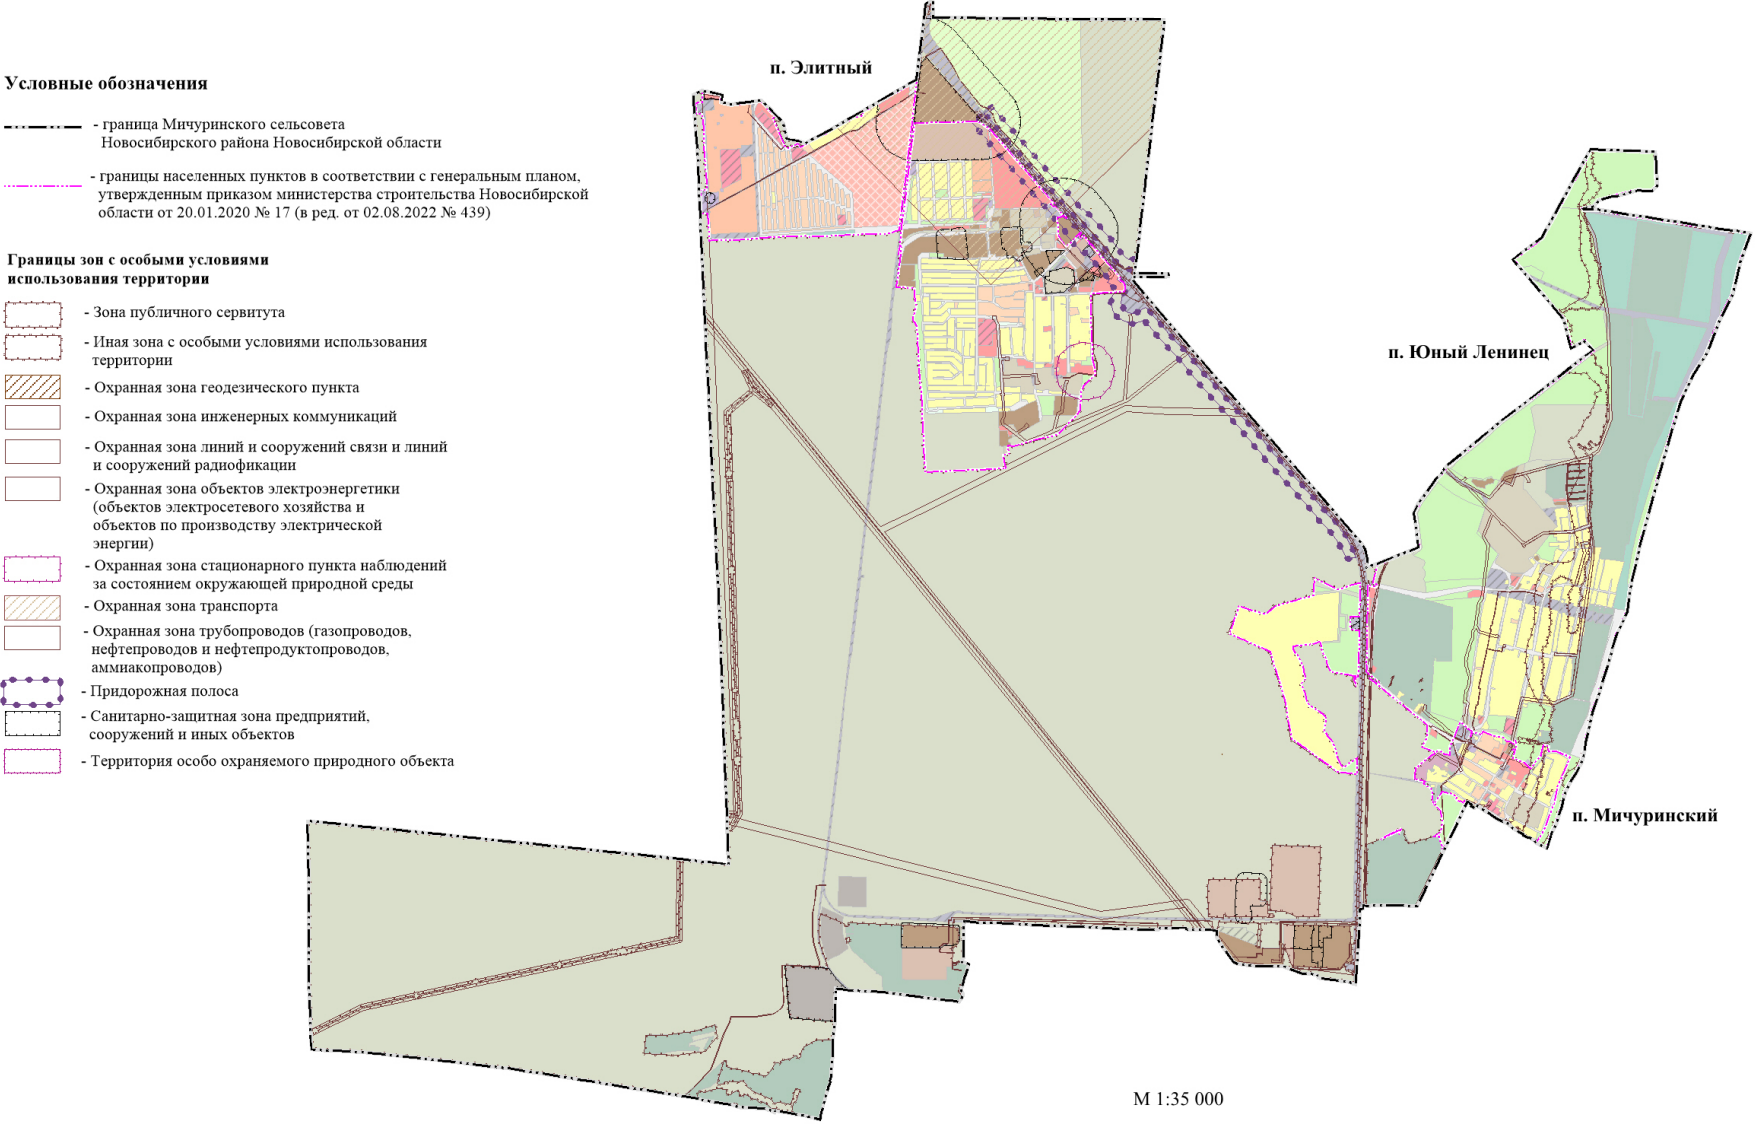 Условные обозначения
- граница Мичуринского сельсовета
Новосибирского района Новосибирской области
- границы населенных пунктов в соответствии с генеральным планом,
утвержденным приказом министерства строительства Новосибирской
области от 20.01.2020 № 17 (в ред. от 02.08.2022 № 439)
Границы зон с особыми условиями
использования территории
- Зона публичного сервитута
- Иная зона с особыми условиями использования
территории
- Охранная зона геодезического пункта
- Охранная зона инженерных коммуникаций
- Охранная зона линий и сооружений связи и линий
и сооружений радиофикации
- Охранная зона объектов электроэнергетики
(объектов электросетевого хозяйства и
объектов по производству электрической
энергии)
- Охранная зона стационарного пункта наблюдений
за состоянием окружающей природной среды
- Охранная зона транспорта
- Охранная зона трубопроводов (газопроводов,
нефтепроводов и нефтепродуктопроводов,
аммиакопроводов)
- Придорожная полоса
- Санитарно-защитная зона предприятий,
сооружений и иных объектов
- Территория особо охраняемого природного объекта
п. Элитный
п. Юный Ленинец
п. Мичуринский
М 1:35 000